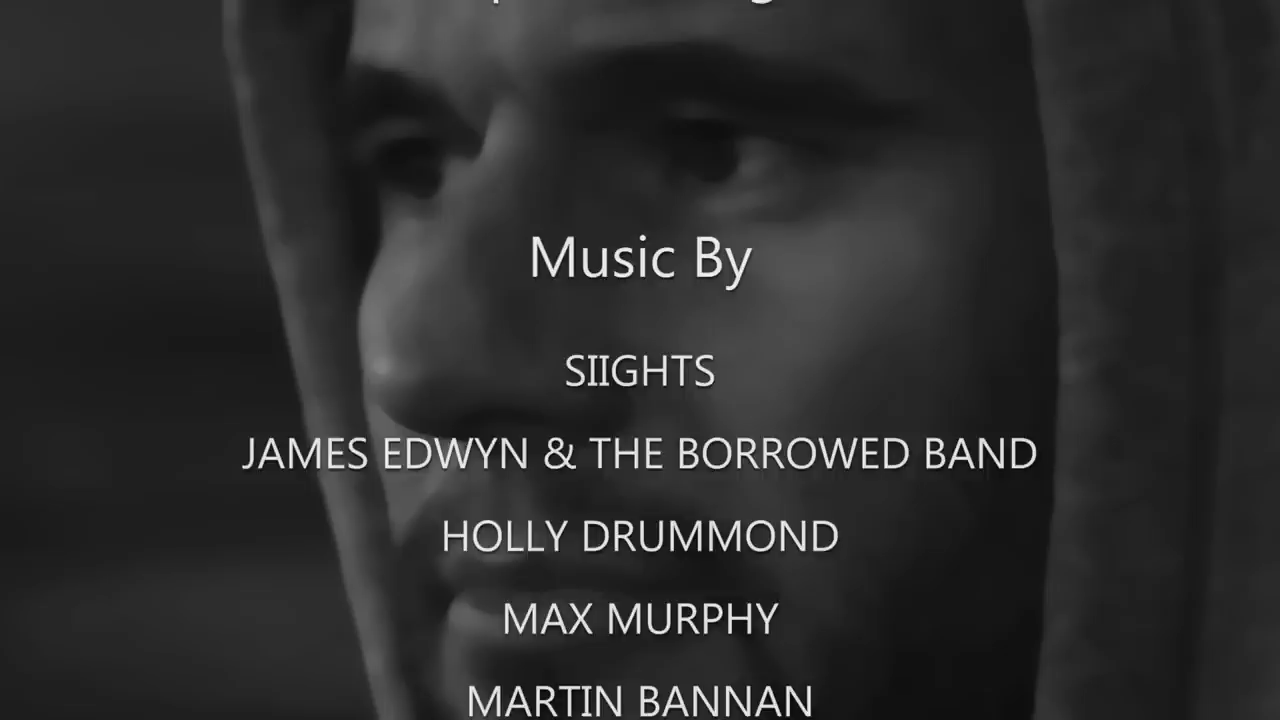 Music By
SIIGHTS
JAMES EDWYN & THE BORROWED BAND
HOLLY DRUMMOND
MAX MURPHY
MARTIN BANNAN